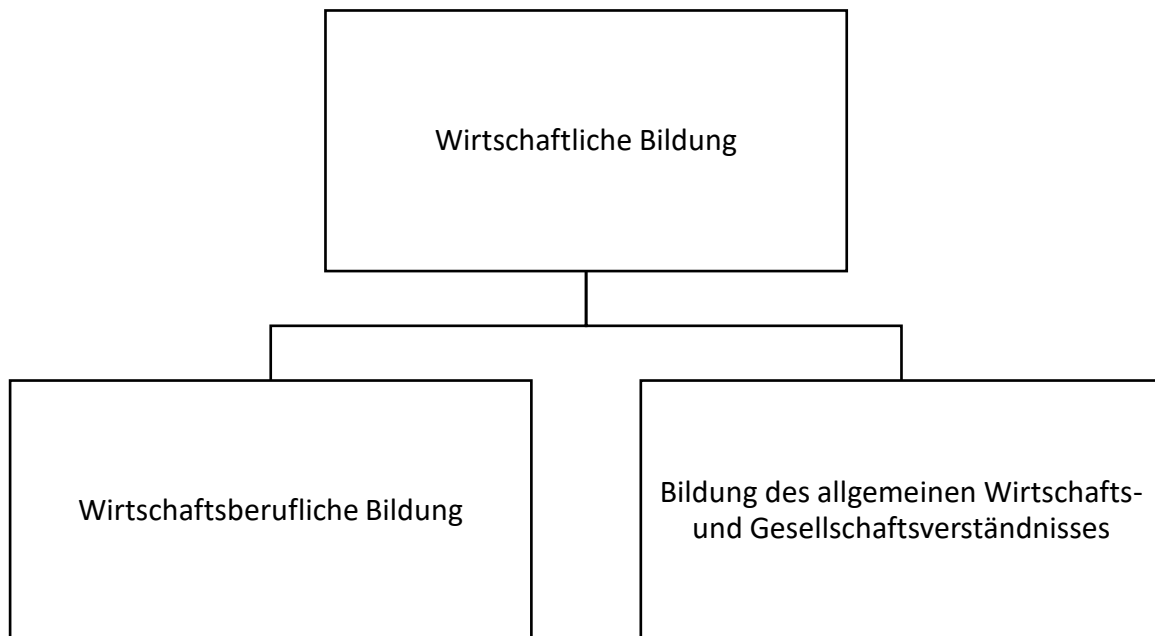 Wirtschaftliche Bildung
Wirtschaftsberufliche Bildung
Bildung des allgemeinen Wirtschafts-
und Gesellschaftsverständnisses